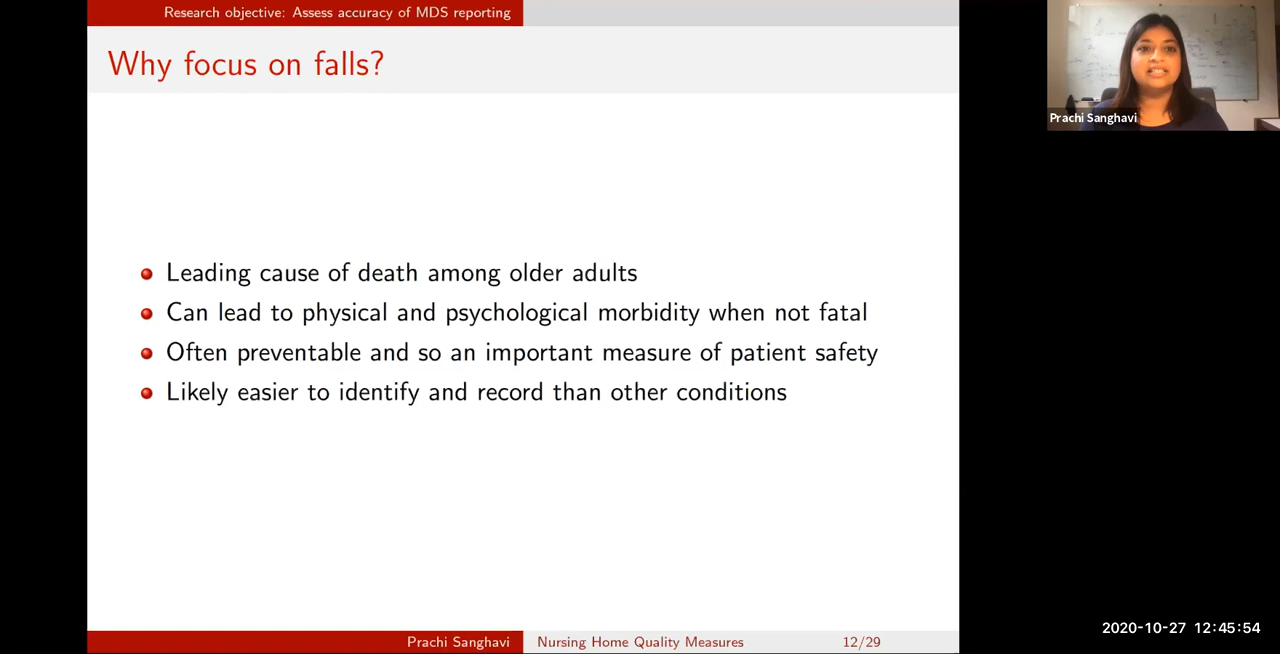 Research objective: Assess accuracy of MDS reporting
Why focus on falls?
Prachi Sanghavi
Leading cause of death among older adults
Can lead to physical and psychological morbidity when not fatal
Often preventable and so an important measure of patient safety
Likely easier to identify and record than other conditions
Prachi Sanghavi
Nursing Home Quality Measures
12/29
2020-10-27 12:45:54